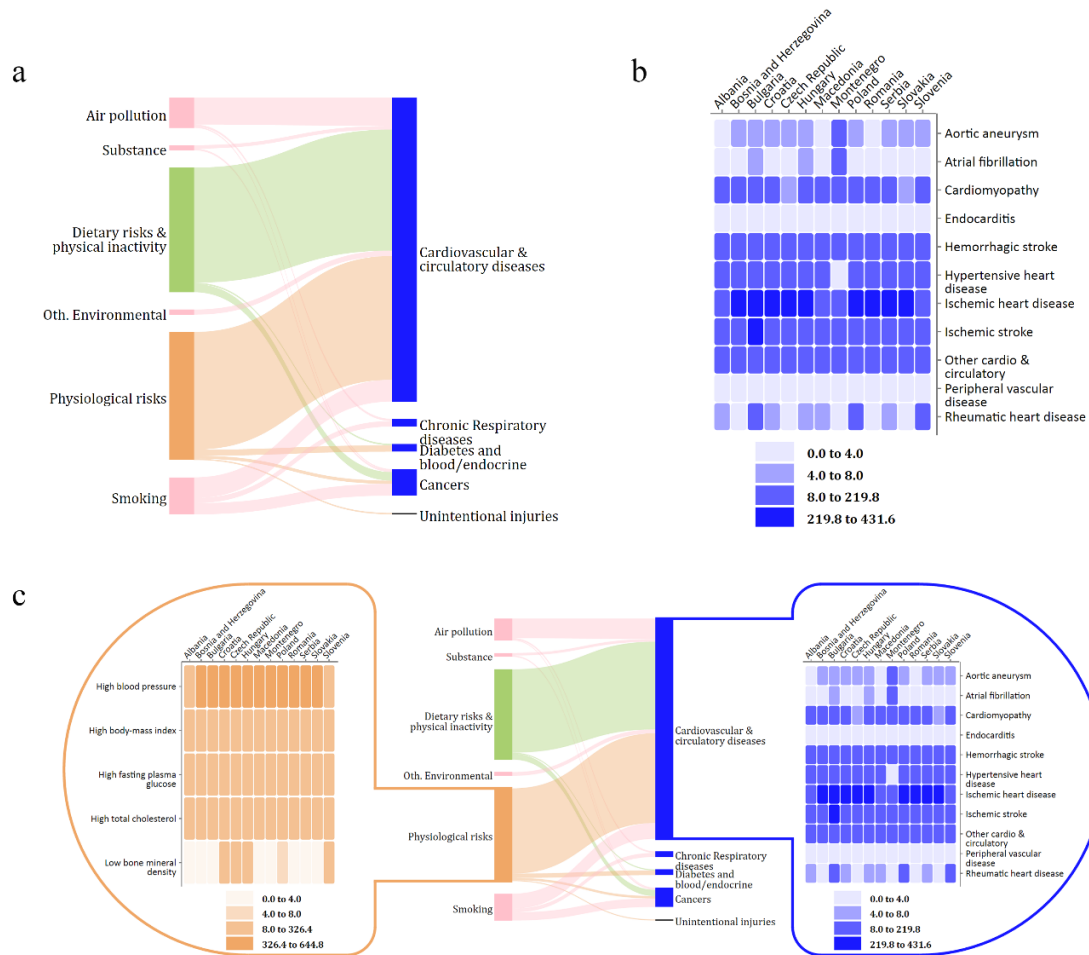 a
Air pollution
Substance
Dietary risks &
physical inactivity
Oth. Environmental
Physiological risks
Smoking
Cardiovascular &
circulatory diseases
Chronic Respiratory
diseases
Diabetes and
blood/endocrine
Cancers
Unintentional injuries
b
Albania
Bosnia and Herzegovina
Bulgaria
Croatia
Czech Republic
Hungary
Macedonia
Montenegro
Poland
Romania
Serbia
Slovakia
Slovenia
Aortic aneurysm
Atrial fibrillation
Cardiomyopathy
Endocarditis
Hemorrhagic stroke
Hypertensive heart
disease
Ischemic heart disease
Ischemic stroke
Other cardio &
circulatory
Peripheral vascular
disease
Rheumatic heart disease
0.0 to 4.0
4.0 to 8.0
8.0 to 219.8
219.8 to 431.6
c
Albania
Bosnia and Herzegovina
Bulgaria
Croatia
Czech Republic
Hungary
Macedonia
Montenegro
Poland
Romania
Serbia
Slovakia
Slovenia
High blood pressure
High body-mass index
High fasting plasma
glucose
High total cholesterol
Low bone mineral
density
0.0 to 4.0
4.0 to 8.0
8.0 to 326.4
326.4 to 644.8
Air pollution
Substance
Dietary risks &
physical inactivity
Oth. Environmental
Physiological risks
Smoking
Cardiovascular &
circulatory diseases
Chronic Respiratory
diseases
Diabetes and
blood/endocrine
Cancers
Unintentional injuries
Albania
Bosnia and Herzegovina
Bulgaria
Croatia
Czech Republic
Hungary
Macedonia
Montenegro
Poland
Romania
Serbia
Slovakia
Slovenia
Aortic aneurysm
Atrial fibrillation
Cardiomyopathy
Endocarditis
Hemorrhagic stroke
Hypertensive heart
disease
Ischemic heart disease
Ischemic stroke
Other cardio &
circulatory
Peripheral vascular
disease
Rheumatic heart disease
0.0 to 4.0
4.0 to 8.0
8.0 to 219.8
219.8 to 431.6